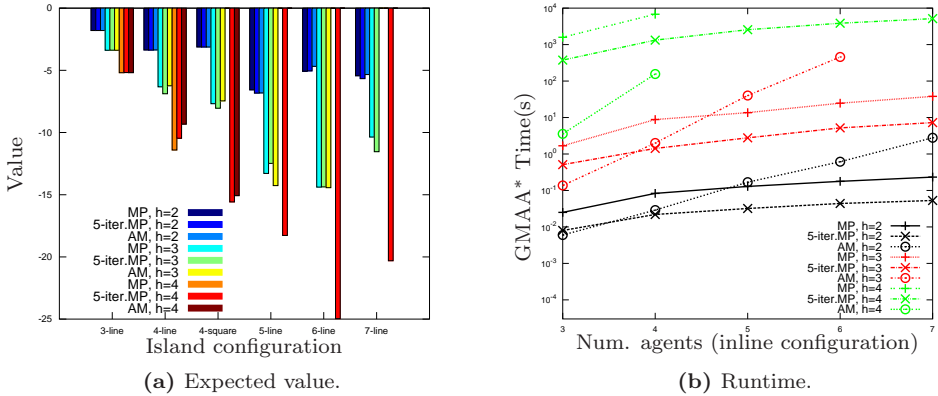 0
-5
-10
-15
-20
-25
Value
MP, h=2
5-iter.MP, h=2
AM, h=2
MP, h=3
5-iter.MP, h=3
AM, h=3
MP, h=4
5-iter.MP, h=4
AM, h=4
3-line 4-line 4-square 5-line 6-line 7-line
Island configuration
(a) Expected value.
10^4
10^3
10^2
10^1
10^0
10^-1
10^-2
10^-3
10^-4
GMAA* Time(s)
MP, h=2
5-iter.MP, h=2
AM, h=2
MP, h=3
5-iter.MP, h=3
AM, h=3
MP, h=4
5-iter.MP, h=4
AM, h=4
3 4 5 6 7
Num. agents (inline configuration)
(b) Runtime.